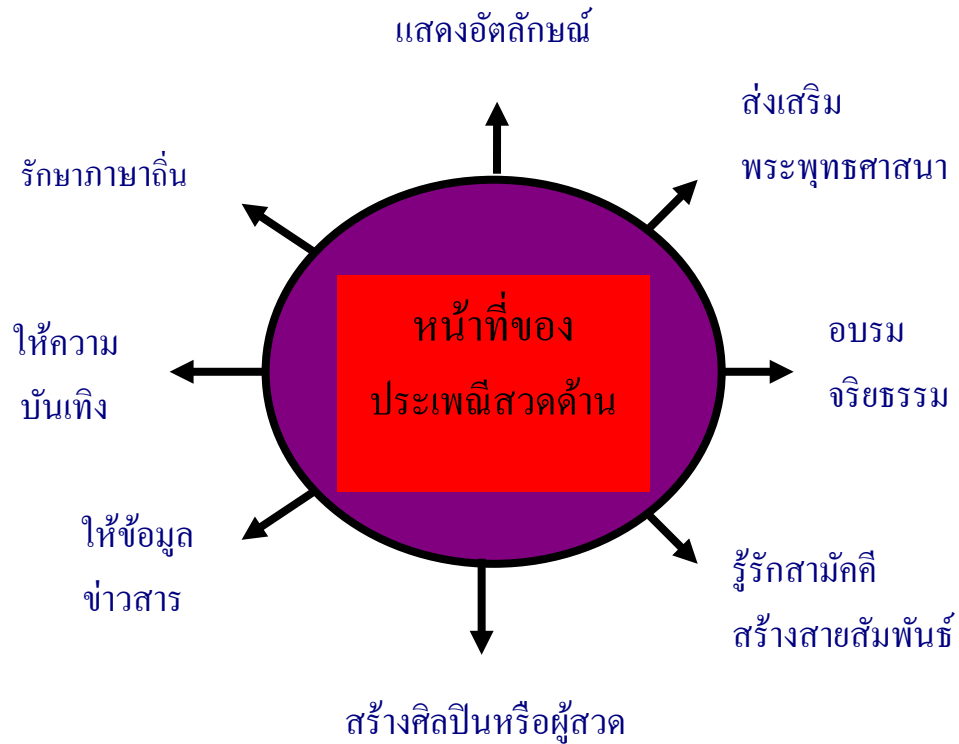 แสดงอัตลักษณ์
ส่งเสริม
พระพุทธศาสนา
รักษาภาษาถิ่น
หน้าที่ของ
ประเพณีสวดด้าน
ให้ความ
บันเทิง
อบรม
จริยธรรม
ให้ข้อมูล
ข่าวสาร
รู้รักสามัคคี
สร้างสายสัมพันธ์
สร้างศิลปินหรือผู้สวด